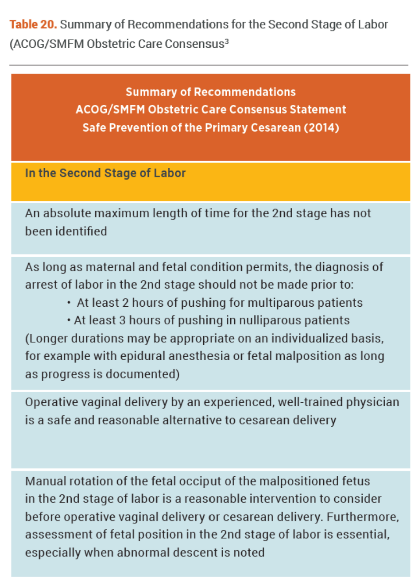 Table 20. Summary of Recommendations for the Second Stage of Labor
(ACOG/SMFM Obstetric Care Consensus³
Summary of Recommendations
ACOG/SMFM Obstetric Care Consensus Statement
Safe Prevention of the Primary Cesarean (2014)
In the Second Stage of Labor
An absolute maximum length of time for the 2nd stage has not
been identified
As long as maternal and fetal condition permits, the diagnosis of
arrest of labor in the 2nd stage should not be made prior to:
• At least 2 hours of pushing for multiparous patients
• At least 3 hours of pushing in nulliparous patients
(Longer durations may be appropriate on an individualized basis,
for example with epidural anesthesia or fetal malposition as long
as progress is documented)
Operative vaginal delivery by an experienced, well-trained physician
is a safe and reasonable alternative to cesarean delivery
Manual rotation of the fetal occiput of the malpositioned fetus
in the 2nd stage of labor is a reasonable intervention to consider
before operative vaginal delivery or cesarean delivery. Furthermore,
assessment of fetal position in the 2nd stage of labor is essential,
especially when abnormal descent is noted